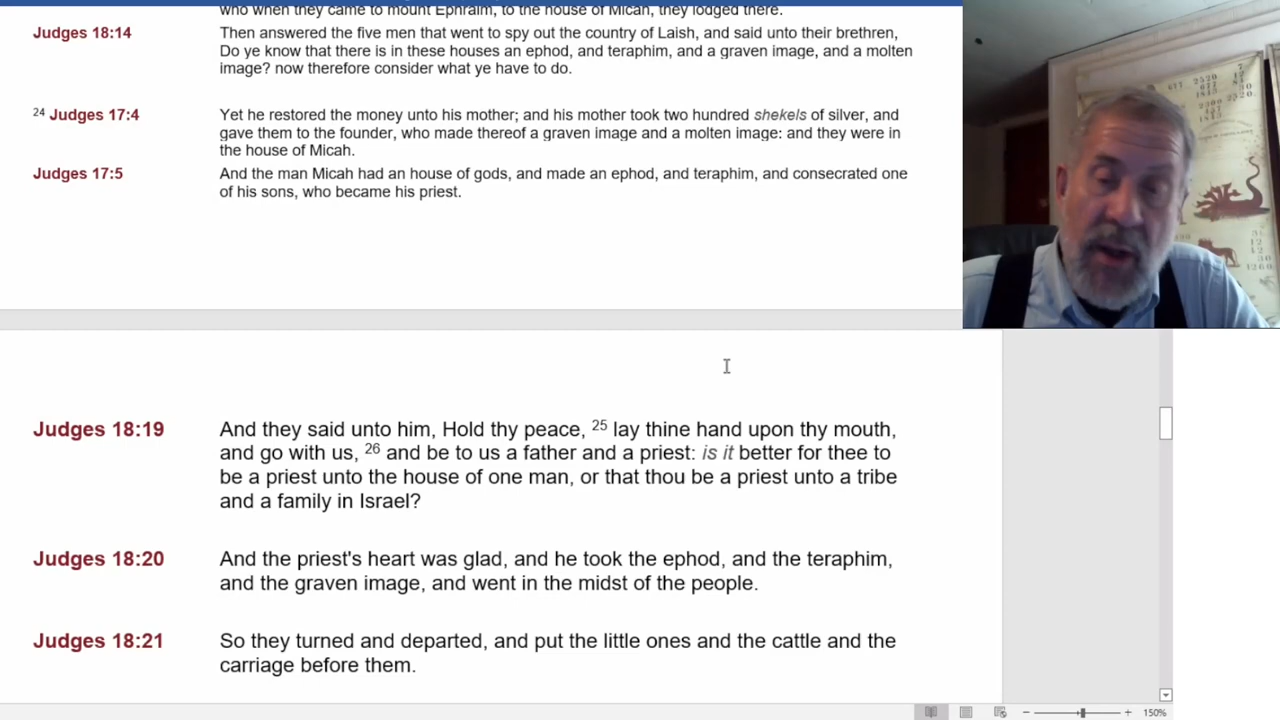 who when they came to mount Ephraim, to the house of Micah, they lodged there.
Judges 18:14 Then answered the five men that went to spy out the country of Laish, and said unto their brethren,
Do ye know that there is in these houses an ephod, and teraphim, and a graven image, and a molten
image? now therefore consider what ye have to do.
24 Judges 17:4 Yet he restored the money unto his mother; and his mother took two hundred shekels of silver, and
gave them to the founder, who made thereof a graven image and a molten image: and they were in
the house of Micah.
Judges 17:5 And the man Micah had an house of gods, and made an ephod, and teraphim, and consecrated one
of his sons, who became his priest.
Judges 18:19 And they said unto him, Hold thy peace, 25 lay thine hand upon thy mouth,
and go with us, 26 and be to us a father and a priest: is it better for thee to
be a priest unto the house of one man, or that thou be a priest unto a tribe
and a family in Israel?
Judges 18:20 And the priest's heart was glad, and he took the ephod, and the teraphim,
and the graven image, and went in the midst of the people.
Judges 18:21 So they turned and departed, and put the little ones and the cattle and the
carriage before them.
150%
677
2520
677
1843
2300
1260